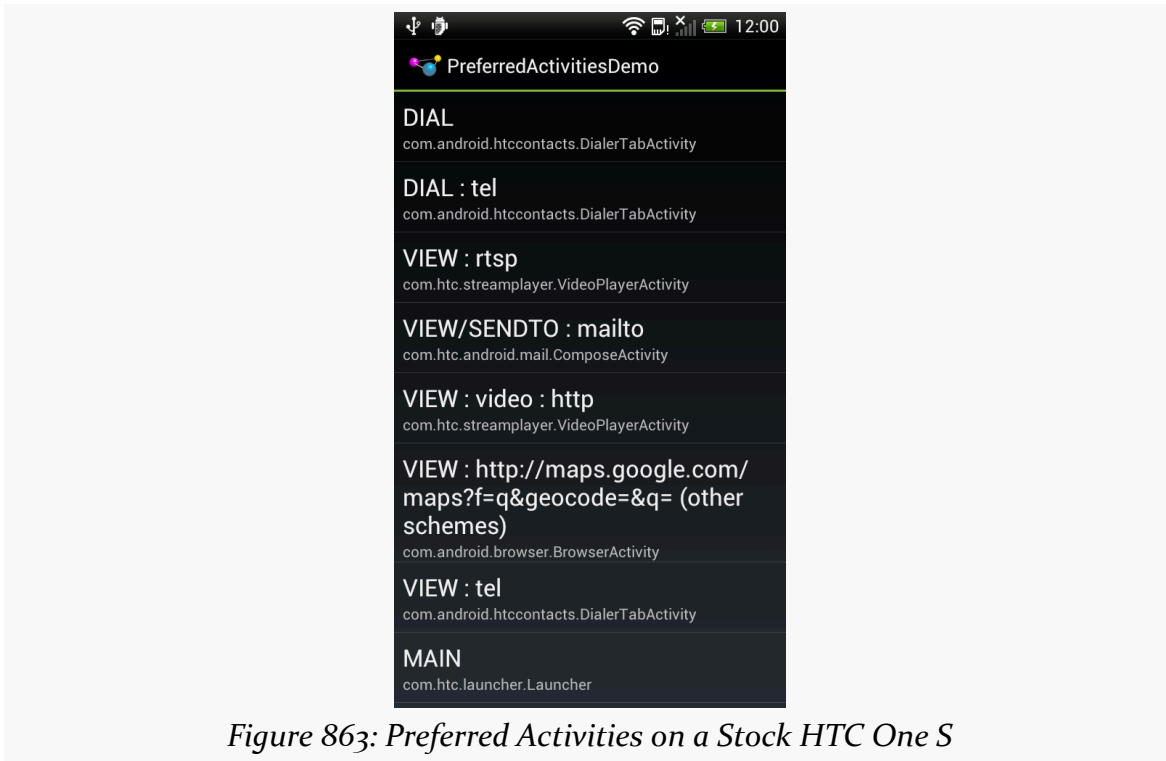 12:00
PreferredActivitiesDemo
DIAL
com.android.htccontacts.DialerTabActivity
DIAL : tel
com.android.htccontacts.DialerTabActivity
VIEW : rtsp
com.htc.streamplayer.VideoPlayerActivity
VIEW/SENDTO : mailto
com.htc.android.mail.ComposeActivity
VIEW : video : http
com.htc.streamplayer.VideoPlayerActivity
VIEW : http://maps.google.com/
maps?f=q&geocode=&q= (other
schemes)
com.android.browser.BrowserActivity
VIEW : tel
com.android.htccontacts.DialerTabActivity
MAIN
com.htc.launcher.Launcher
Figure 863: Preferred Activities on a Stock HTC One S